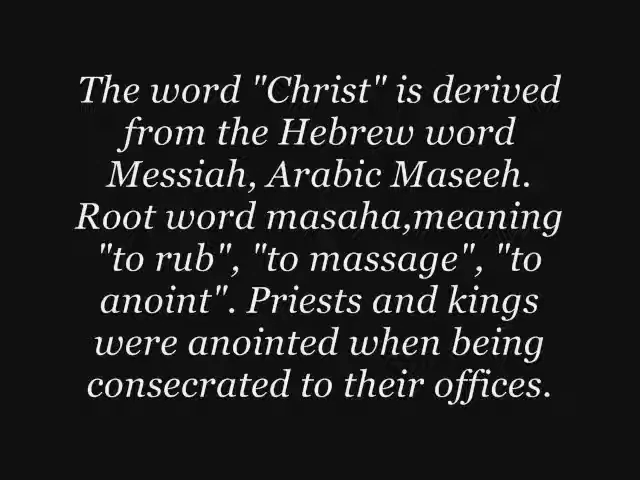 The word "Christ" is derived
from the Hebrew word
Messiah, Arabic Maseeh.
Root word masaha,meaning
"to rub", "to massage", "to
anoint". Priests and kings
were anointed when being
consecrated to their offices.